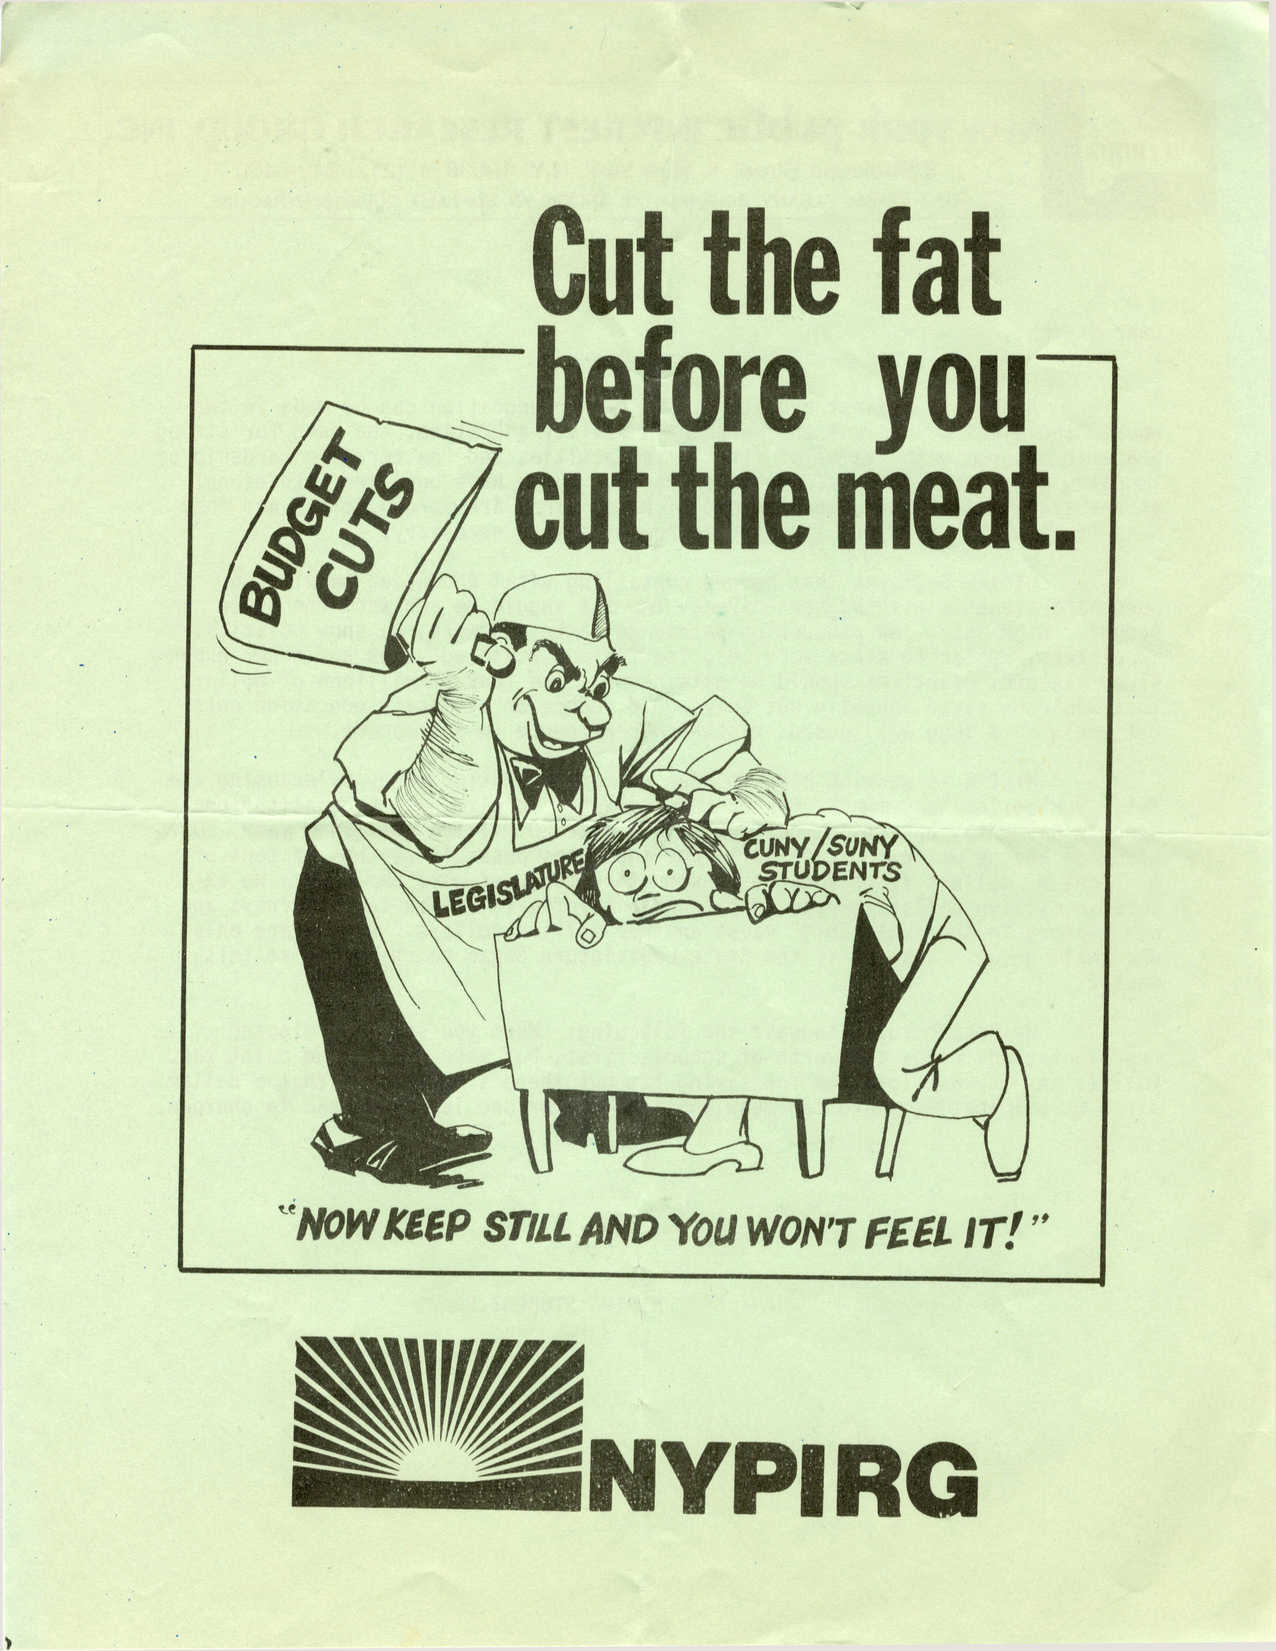 Cut the fat
before you
cut the meat.
BUDGET
CUTS
LEGISLATURE
CUNY/SUNY
STUDENTS
"NOW KEEP STILL AND YOU WON'T FEEL IT!"
NYPIRG